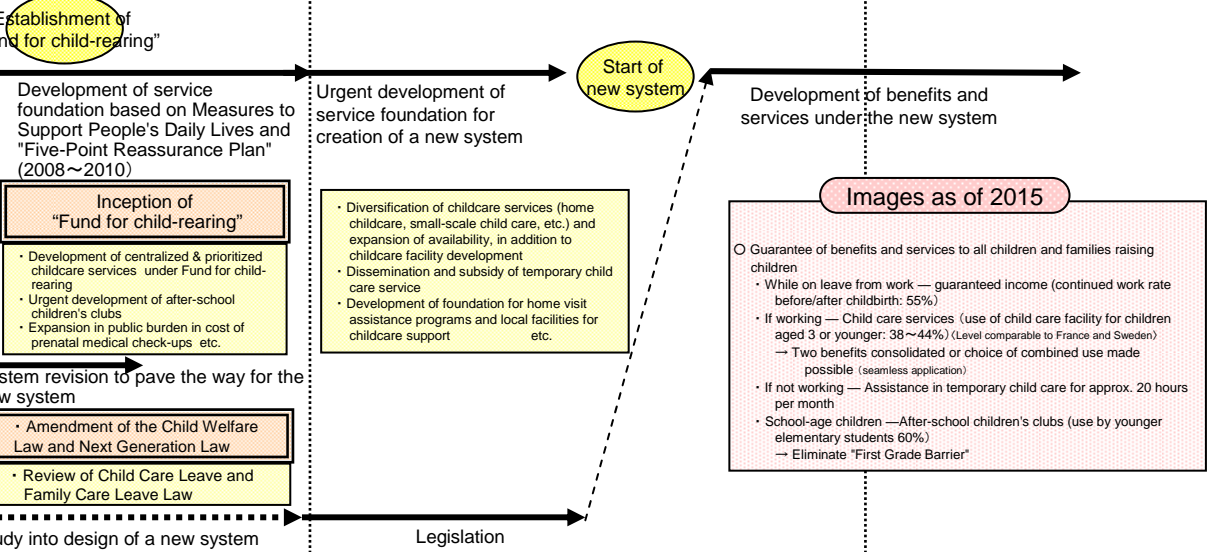 Establishment of
nd for child-rearing”
Development of service
foundation based on Measures to
Support People's Daily Lives and
"Five-Point Reassurance Plan"
(2008～2010)
Inception of
“Fund for child-rearing”
・Development of centralized & prioritized
childcare services under Fund for child-
rearing
・Urgent development of after-school
children's clubs
・Expansion in public burden in cost of
prenatal medical check-ups etc.
stem revision to pave the way for the
w system
・Amendment of the Child Welfare
Law and Next Generation Law
・Review of Child Care Leave and
Family Care Leave Law
udy into design of a new system
Urgent development of
service foundation for
creation of a new system
・Diversification of childcare services (home
childcare, small-scale child care, etc.) and
expansion of availability, in addition to
childcare facility development
・Dissemination and subsidy of temporary child
care service
・Development of foundation for home visit
assistance programs and local facilities for
childcare support etc.
Legislation
Start of
new system
Development of benefits and
services under the new system
Images as of 2015
○ Guarantee of benefits and services to all children and families raising
children
・While on leave from work — guaranteed income (continued work rate
before/after childbirth: 55%)
・If working — Child care services (use of child care facility for children
aged 3 or younger: 38～44%)〈Level comparable to France and Sweden〉
→ Two benefits consolidated or choice of combined use made
possible (seamless application)
・If not working — Assistance in temporary child care for approx. 20 hours
per month
・School-age children —After-school children's clubs (use by younger
elementary students 60%)
→ Eliminate "First Grade Barrier"